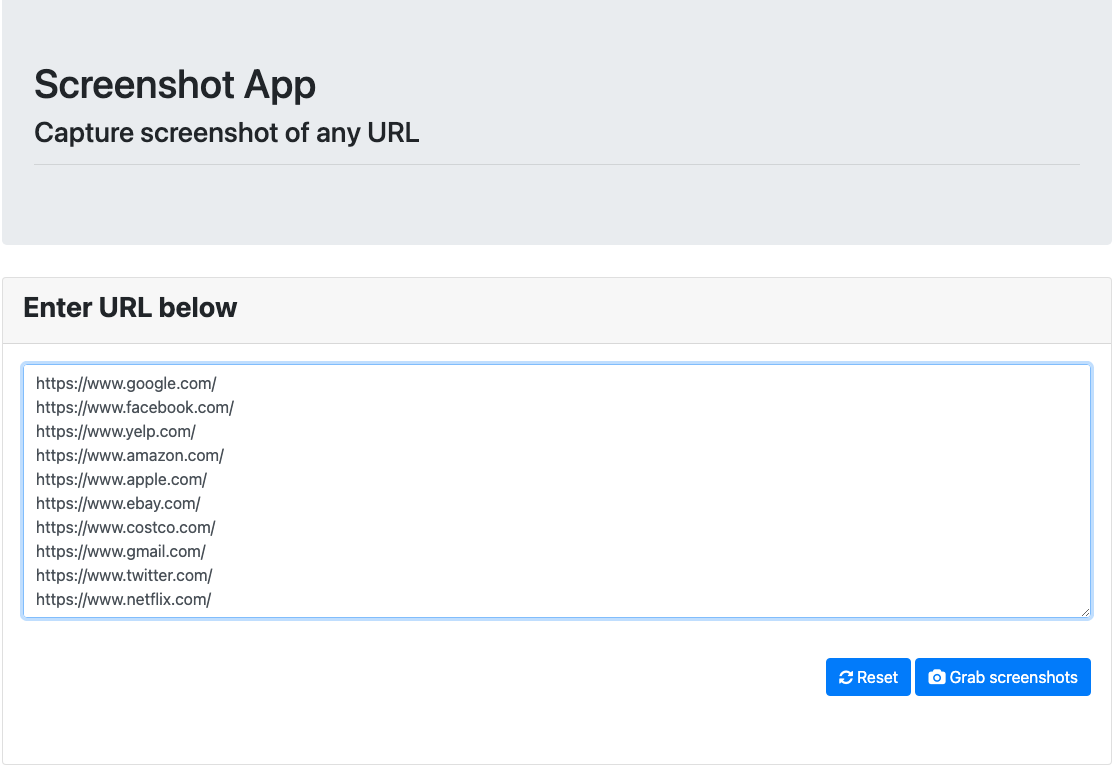 Screenshot App
Capture screenshot of any URL
Enter URL below
https://www.google.com/
https://www.facebook.com/
https://www.yelp.com/
https://www.amazon.com/
https://www.apple.com/
https://www.ebay.com/
https://www.costco.com/
https://www.gmail.com/
https://www.twitter.com/
https://www.netflix.com/
Reset Grab screenshots